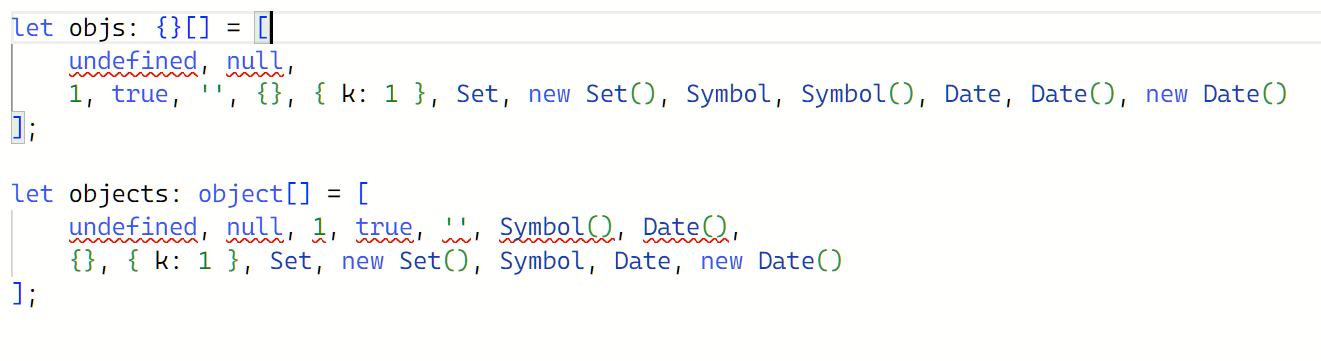 let objs: {}[] = [
    undefined, null,
    1, true, '', {}, { k: 1 }, Set, new Set(), Symbol, Symbol(), Date, Date(), new Date()
];

let objects: object[] = [
    undefined, null, 1, true, '', Symbol(), Date(),
    {}, { k: 1 }, Set, new Set(), Symbol, Date, new Date()
];